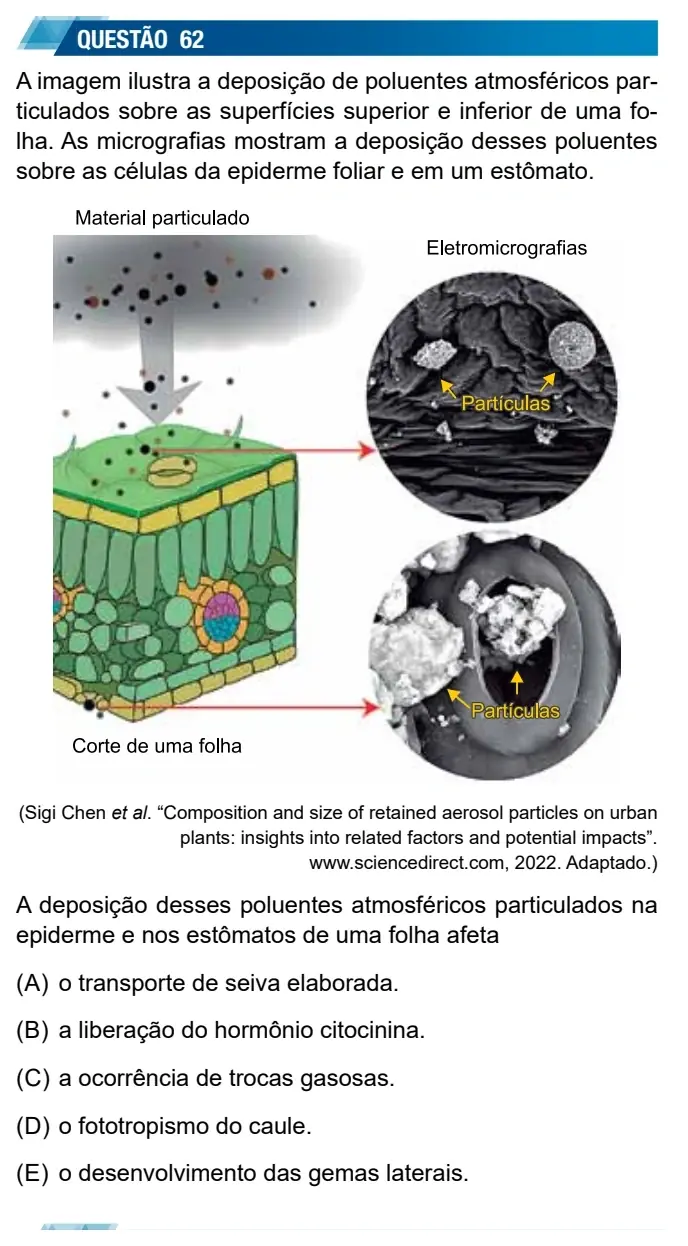 QUESTÃO 62
A imagem ilustra a deposição de poluentes atmosféricos par-
ticulados sobre as superfícies superior e inferior de uma fo-
lha. As micrografias mostram a deposição desses poluentes
sobre as células da epiderme foliar e em um estômato.
Material particulado
Eletromicrografias
Partículas
Partículas
Corte de uma folha
(Sigi Chen et al. “Composition and size of retained aerosol particles on urban
plants: insights into related factors and potential impacts”.
www.sciencedirect.com, 2022. Adaptado.)
A deposição desses poluentes atmosféricos particulados na
epiderme e nos estômatos de uma folha afeta
(A) o transporte de seiva elaborada.
(B) a liberação do hormônio citocinina.
(C) a ocorrência de trocas gasosas.
(D) o fototropismo do caule.
(E) o desenvolvimento das gemas laterais.